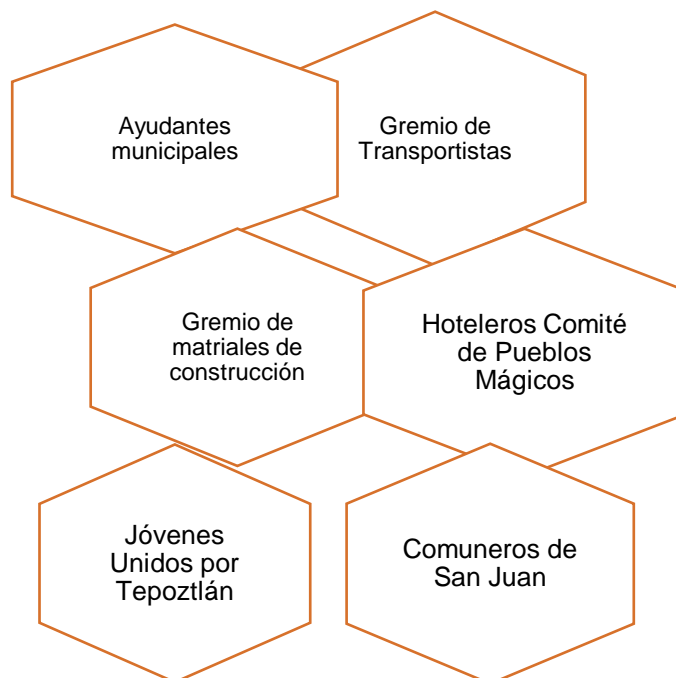 Ayudantes
municipales
Gremio de
Transportistas
Gremio de
matriales de
construcción
Hoteleros Comité
de Pueblos
Mágicos
Jóvenes
Unidos por
Tepoztlán
Comuneros de
San Juan